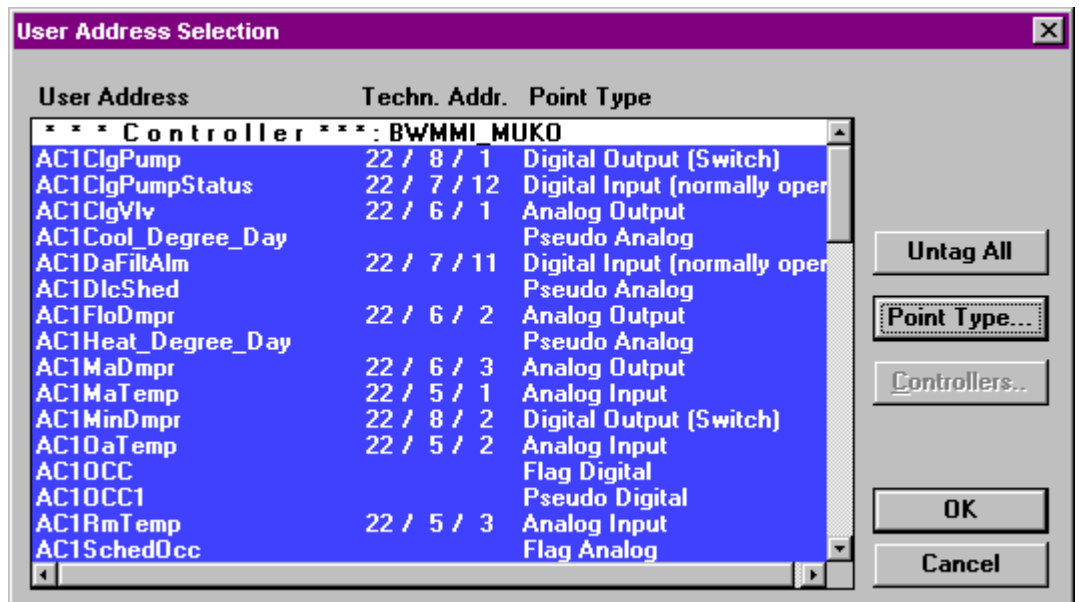 User Address Selection
User Address Techn. Addr. Point Type
* * * C o n t r o l l e r * * * : BWMMI_MUKO
AC1ClgPump 22 / 8 / 1 Digital Output (Switch)
AC1ClgPumpStatus 22 / 7 / 12 Digital Input (normally oper
AC1ClgVlv 22 / 6 / 1 Analog Output
AC1Cool_Degree_Day Pseudo Analog
AC1DaFiltAlm 22 / 7 / 11 Digital Input (normally oper
AC1DlcShed Pseudo Analog
AC1FloDmpr 22 / 6 / 2 Analog Output
AC1Heat_Degree_Day Pseudo Analog
AC1MaDmpr 22 / 6 / 3 Analog Output
AC1MaTemp 22 / 5 / 1 Analog Input
AC1MinDmpr 22 / 8 / 2 Digital Output (Switch)
AC1OaTemp 22 / 5 / 2 Analog Input
AC1OCC Flag Digital
AC1OCC1 Pseudo Digital
AC1RmTemp 22 / 5 / 3 Analog Input
AC1SchedOcc Flag Analog
Untag All
Point Type...
Controllers..
OK
Cancel